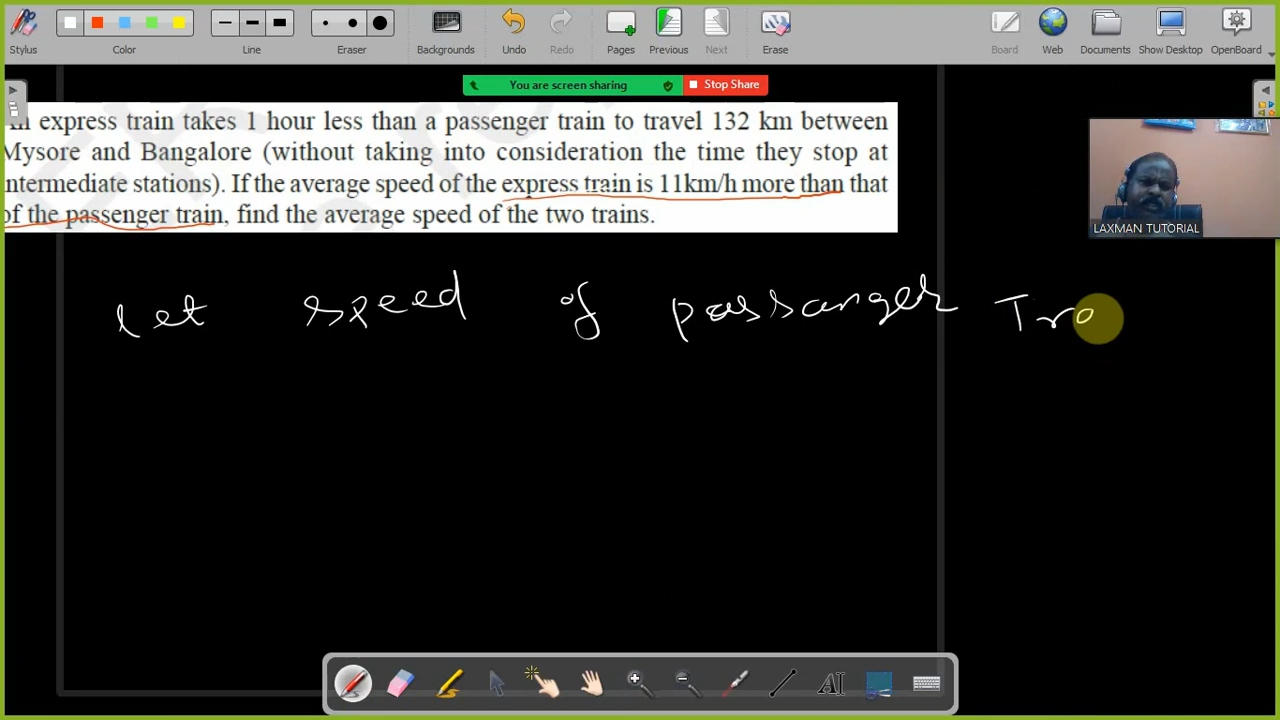 Stylus Color Line Eraser Backgrounds Undo Redo Pages Previous Next Erase Board Web Documents Show Desktop OpenBoard
You are screen sharing Stop Share
express train takes 1 hour less than a passenger train to travel 132 km between
Mysore and Bangalore (without taking into consideration the time they stop at
intermediate stations). If the average speed of the express train is 11km/h more than that
of the passenger train, find the average speed of the two trains.
LAXMAN TUTORIAL
Let speed of passanger Tra